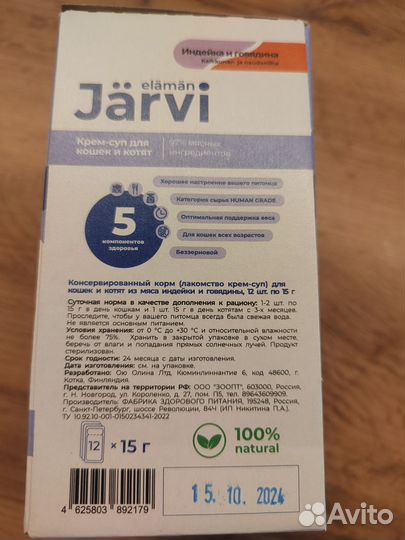 Индейка и говядина
Kalkkunan ja naudanliha
elämän
Järvi
Крем-суп для
кошек и котят
97% мясных
ингредиентов
Хорошее настроение вашего питомца
Категория сырья HUMAN GRADE
5
компонентов
здоровья
Оптимальная поддержка веса
Для кошек всех возрастов
Беззерновой
Консервированный корм (лакомство крем-суп) для
кошек и котят из мяса индейки и говядины, 12 шт. по 15 г
Суточная норма в качестве дополнения к рациону: 1-2 шт. по
15 г в день кошкам и 1 шт. 15 г в день котятам с 3-х месяцев.
Проследите, чтобы у вашего питомца всегда была свежая вода.
Не является основным питанием.
Условия хранения: от 0 °C до +30 °C и относительной влажности
не более 75%. Хранить в закрытой упаковке в сухом месте,
беречь от влаги и попадания прямых солнечных лучей. Продукт
стерилизован.
Срок годности: 24 месяца с даты изготовления.
Дата изготовления: см. на упаковке.
Разработано: Ою Олина Лтд, Кюминлиннантие 6, код 48600, г.
Котка, Финляндия.
Представитель на территории РФ: ООО "ЗООПТ", 603000, Россия,
г. Н. Новгород, ул. Короленко, д. 27, пом. 5, тел. 89643609909.
Производитель: ФАБРИКА ЗДОРОВОГО ПИТАНИЯ, 195248, Россия,
г. Санкт-Петербург, шоссе Революции, 84Ч (ИП НИКИТИНА П.А.).
ТУ 10.92.10-001-0150234341-2022
12 × 15 г
100%
natural
4 625803 892179
15. 10. 2024
Avito